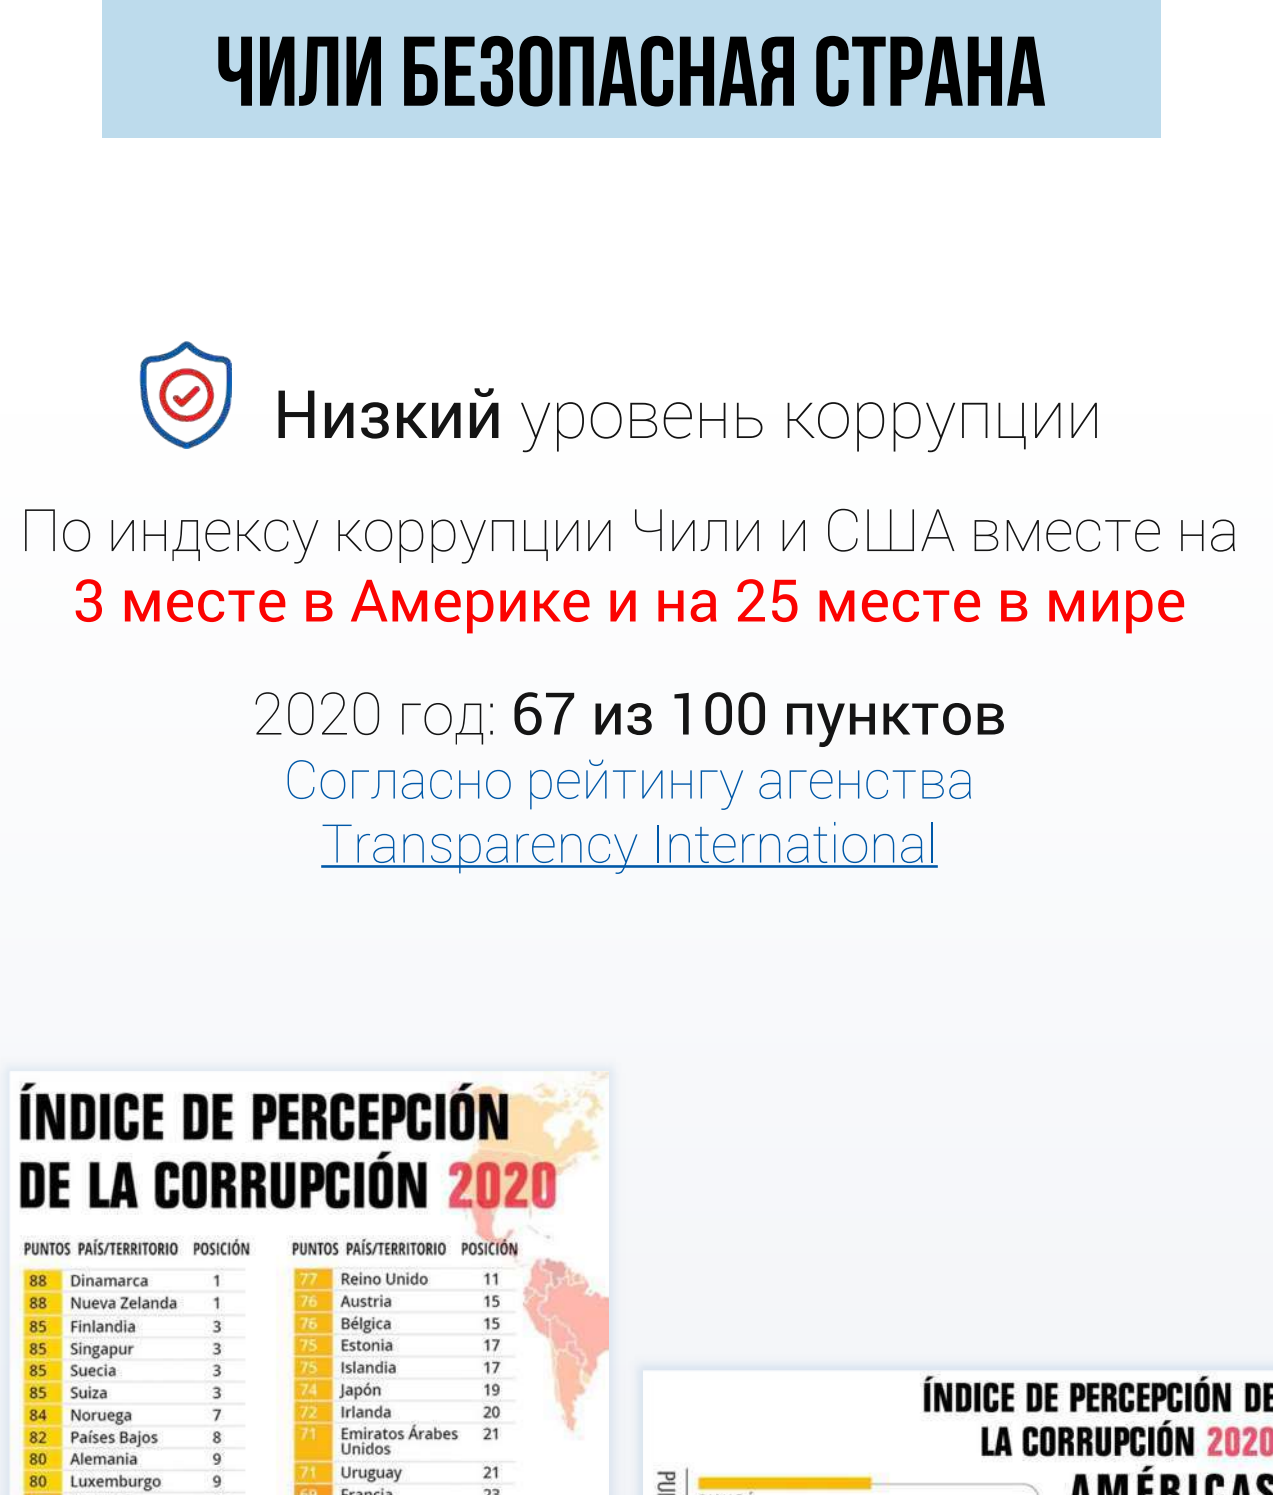 ЧИЛИ БЕЗОПАСНАЯ СТРАНА
Низкий уровень коррупции
По индексу коррупции Чили и США вместе на
3 месте в Америке и на 25 месте в мире
2020 год: 67 из 100 пунктов
Согласно рейтингу агенства
Transparency International
ÍNDICE DE PERCEPCIÓN
DE LA CORRUPCIÓN 2020
PUNTOS PAÍS/TERRITORIO POSICIÓN
88 Dinamarca 1
88 Nueva Zelanda 1
85 Finlandia 3
85 Singapur 3
85 Suecia 3
85 Suiza 3
84 Noruega 7
82 Países Bajos 8
80 Alemania 9
80 Luxemburgo 9
PUNTOS PAÍS/TERRITORIO POSICIÓN
77 Reino Unido 11
76 Austria 15
76 Bélgica 15
75 Estonia 17
75 Islandia 17
74 Japón 19
72 Irlanda 20
71 Emiratos Árabes 21
Unidos
71 Uruguay 21
69 Francia 23
ÍNDICE DE PERCEPCIÓN DE
LA CORRUPCIÓN 2020
AMÉRICAS